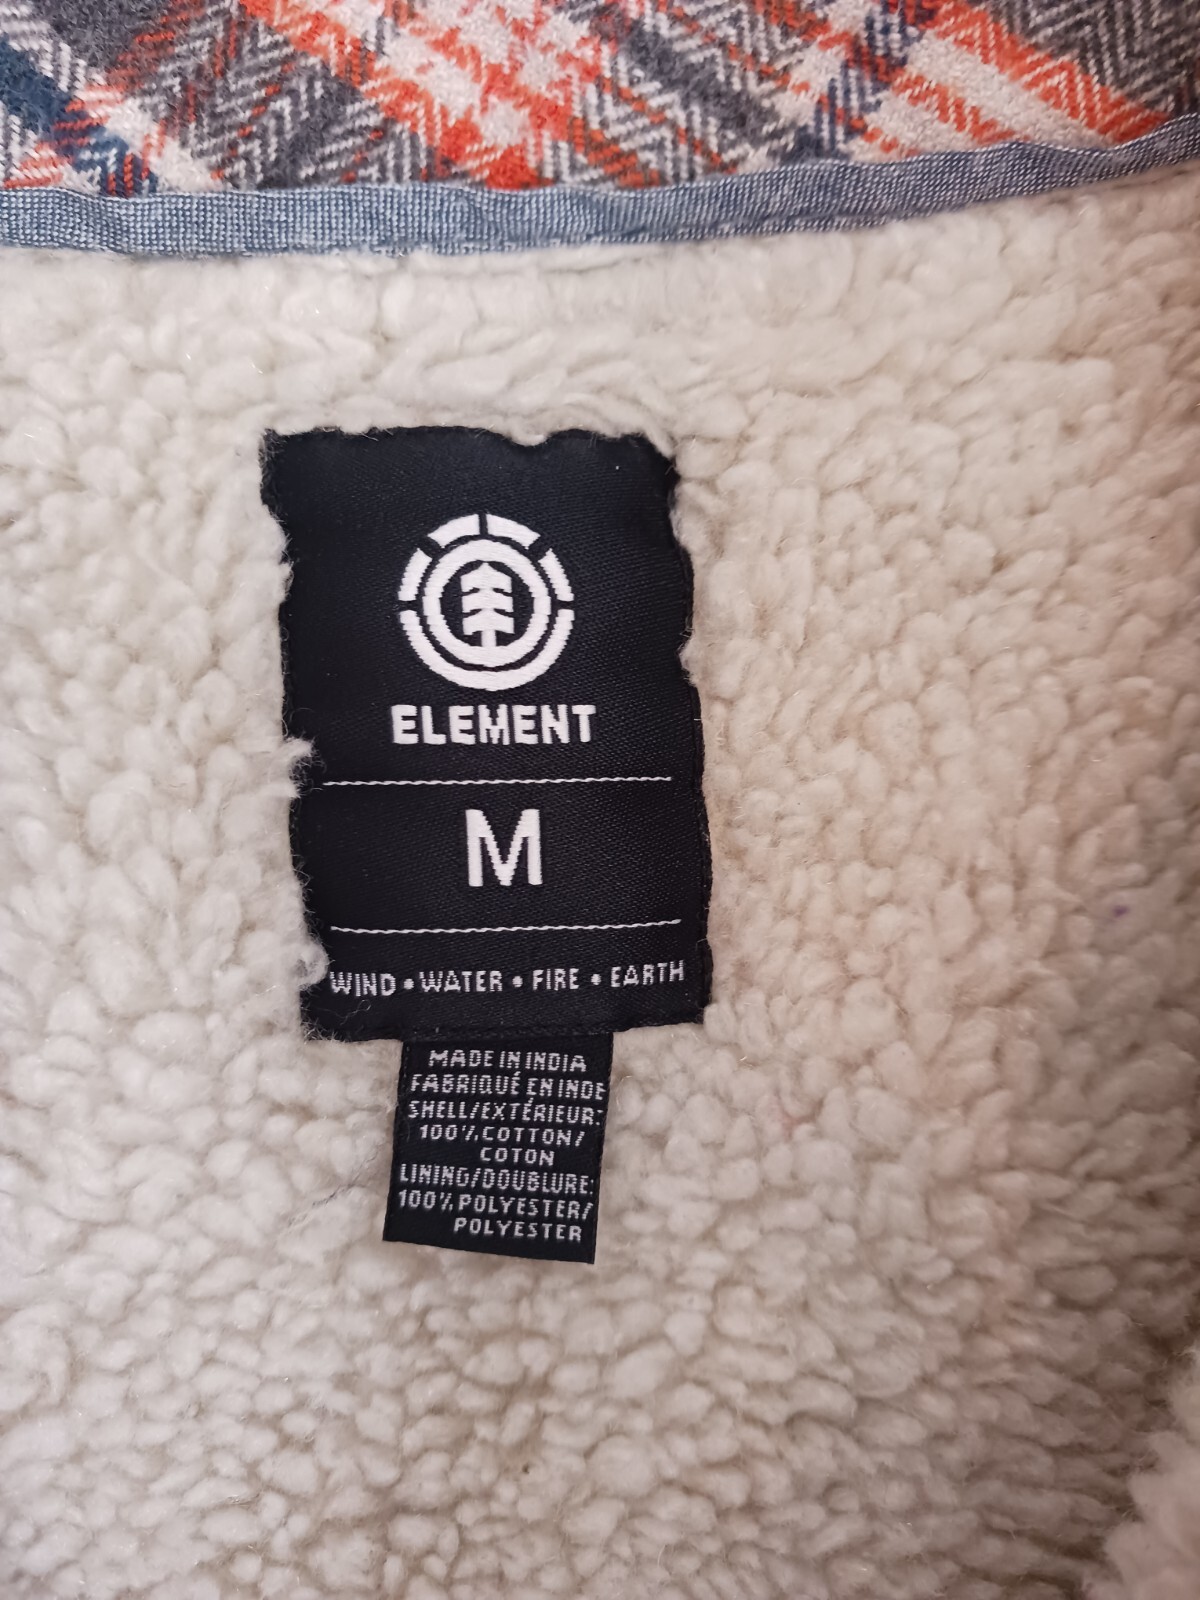 ELEMENT
M
WIND • WATER • FIRE • EARTH
MADE IN INDIA
FABRIQUÉ EN INDE
SHELL/EXTÉRIEUR:
100% COTTON/
COTON
LINING/DOUBLURE:
100% POLYESTER/
POLYESTER